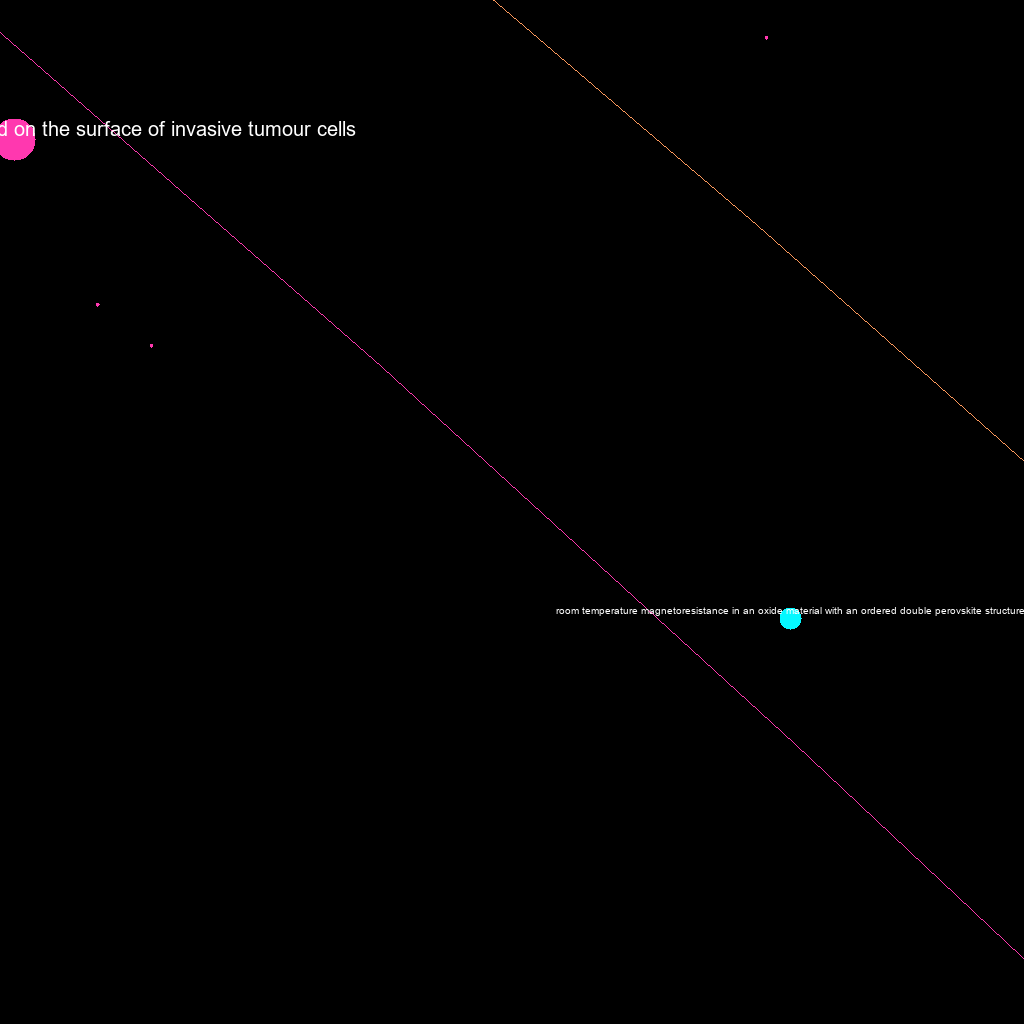 d on the surface of invasive tumour cells
room temperature magnetoresistance in an oxide material with an ordered double perovskite structure